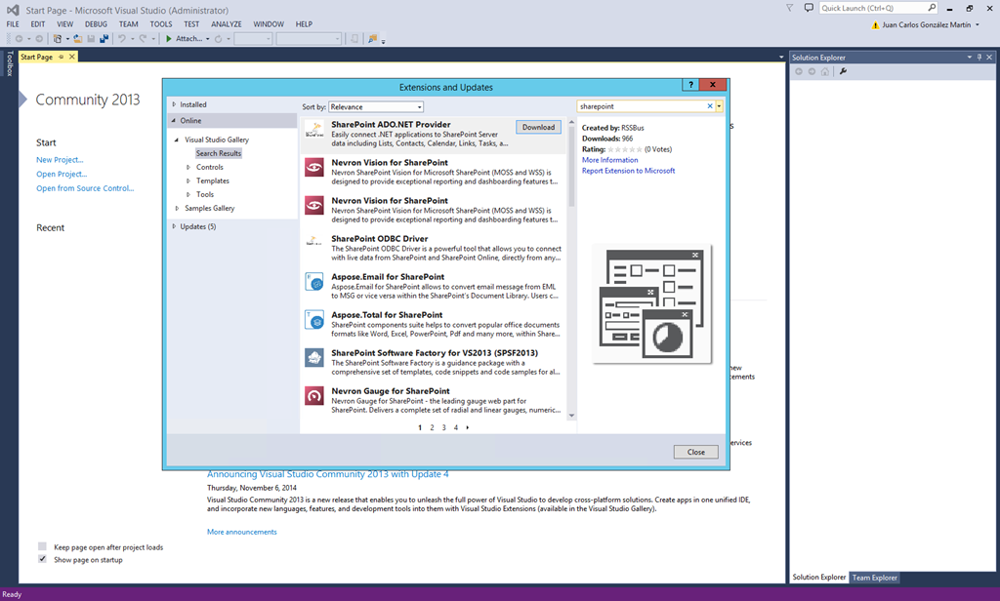 Start Page - Microsoft Visual Studio (Administrator)
Quick Launch (Ctrl+Q)
FILE EDIT VIEW DEBUG TEAM TOOLS TEST ANALYZE WINDOW HELP
Juan Carlos González Martín
Attach...
Toolbox
Start Page
Solution Explorer
Community 2013
Start
New Project...
Open Project...
Open from Source Control...
Recent
Extensions and Updates
Installed
Online
Visual Studio Gallery
Search Results
Controls
Templates
Tools
Samples Gallery
Updates (5)
Sort by: Relevance
sharepoint
SharePoint ADO.NET Provider
Download
Easily connect .NET applications to SharePoint Server
data including Lists, Contacts, Calendar, Links, Tasks, a...
Nevron Vision for SharePoint
Nevron SharePoint Vision for Microsoft SharePoint (MOSS and WSS) is
designed to provide exceptional reporting and dashboarding features t...
Nevron Vision for SharePoint
Nevron SharePoint Vision for Microsoft SharePoint (MOSS and WSS) is
designed to provide exceptional reporting and dashboarding features t...
SharePoint ODBC Driver
The SharePoint ODBC Driver is a powerful tool that allows you to connect
with live data from SharePoint and SharePoint Online, directly from any...
Aspose.Email for SharePoint
Aspose.Email for SharePoint allows to convert email message from EML
to MSG or vice versa within the SharePoint's Document Library. Users c...
Aspose.Total for SharePoint
SharePoint components suite helps to convert popular office documents
formats like Word, Excel, PowerPoint, Pdf and many more, within Share...
SharePoint Software Factory for VS2013 (SPSF2013)
The SharePoint Software Factory is a guidance package with a
comprehensive set of templates, code snippets and code samples for al...
Nevron Gauge for SharePoint
Nevron Gauge for SharePoint - the leading gauge web part for
SharePoint. Delivers a complete set of radial and linear gauges, numeric...
1 2 3 4
Created by: RSSBus
Downloads: 966
Rating: (0 Votes)
More Information
Report Extension to Microsoft
Close
s
new
cements
ervices
Announcing Visual Studio Community 2013 with Update 4
Thursday, November 6, 2014
Visual Studio Community 2013 is a new release that enables you to unleash the full power of Visual Studio to develop cross-platform solutions. Create apps in one unified IDE,
and incorporate new languages, features, and development tools into them with Visual Studio Extensions (available in the Visual Studio Gallery).
More announcements
Keep page open after project loads
Show page on startup
Solution Explorer Team Explorer
Ready